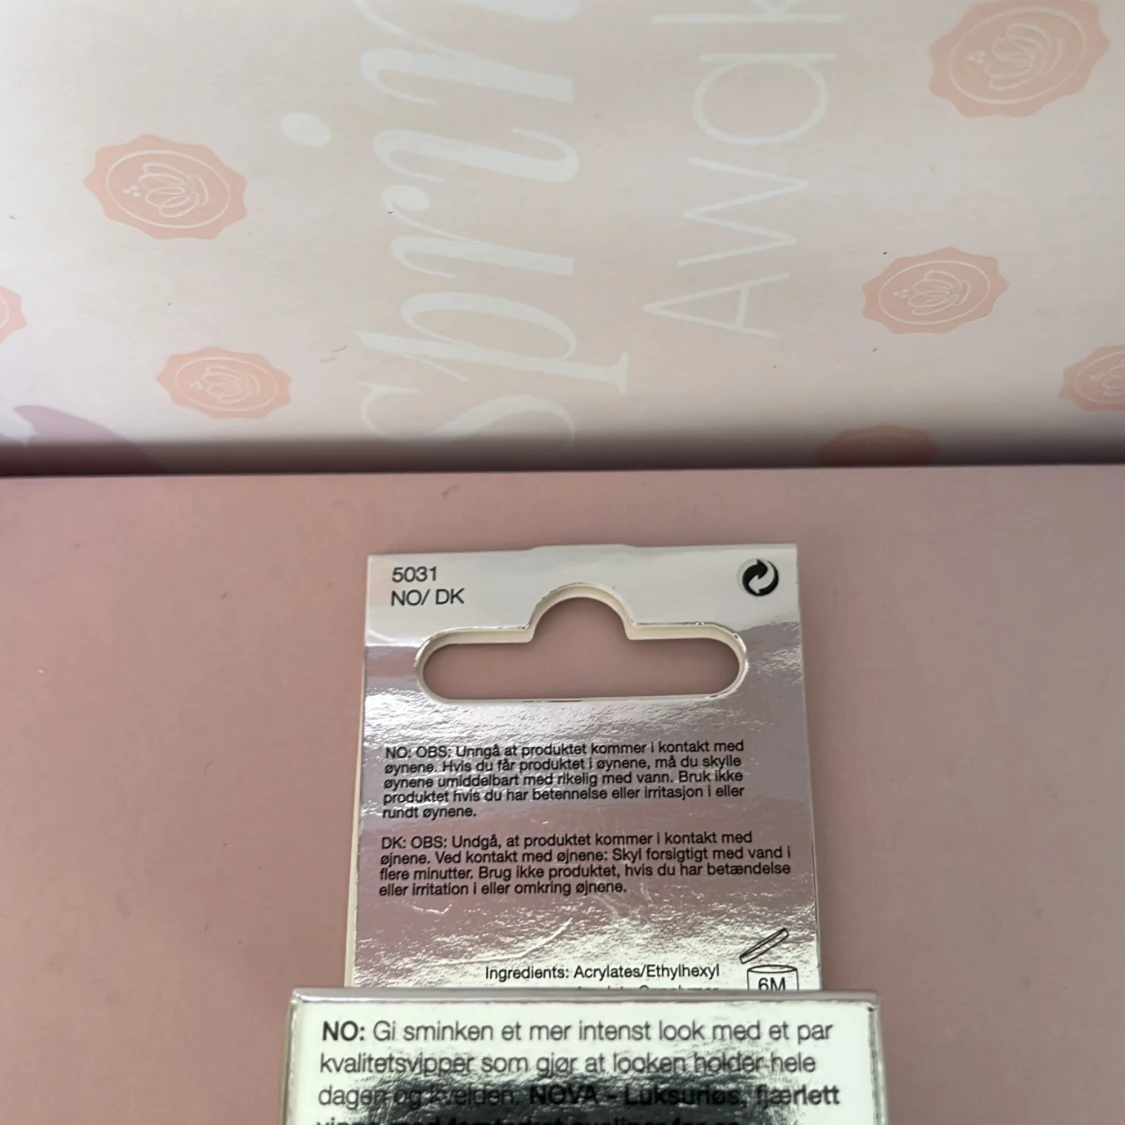 Spring
Awak
5031
NO/ DK
NO: OBS: Unngå at produktet kommer i kontakt med
øynene. Hvis du får produktet i øynene, må du skylle
øynene umiddelbart med rikelig med vann. Bruk ikke
produktet hvis du har betennelse eller irritasjon i eller
rundt øynene.
DK: OBS: Undgå, at produktet kommer i kontakt med
øjnene. Ved kontakt med øjnene: Skyl forsigtigt med vand i
flere minutter. Brug ikke produktet, hvis du har betændelse
eller irritation i eller omkring øjnene.
Ingredients: Acrylates/Ethylhexyl
6M
NO: Gi sminken et mer intenst look med et par
kvalitetsvipper som gjør at looken holder hele
dagen og kvelden. NOVA - Luksuriøs, fjærlett